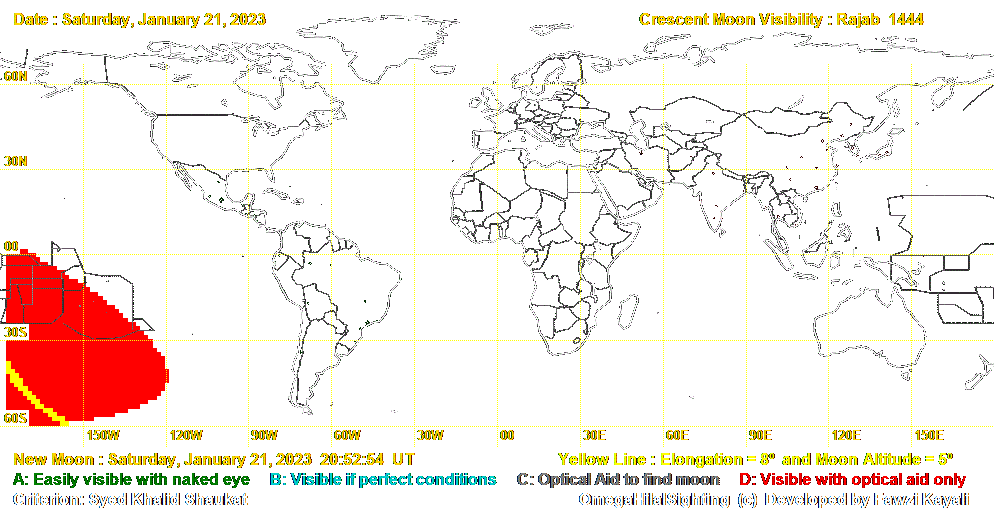 Date : Saturday, January 21, 2023 Crescent Moon Visibility : Rajab 1444
60N
30N
00
30S
60S
150W 120W 90W 60W 30W 00 30E 60E 90E 120E 150E
New Moon : Saturday, January 21, 2023 20:52:54 UT Yellow Line : Elongation = 8º and Moon Altitude = 5º
A: Easily visible with naked eye B: Visible if perfect conditions C: Optical Aid to find moon D: Visible with optical aid only
Criterion: Syed Khalid Shaukat OmegaHilalSighting (c) Developed by Fawzi Kayali